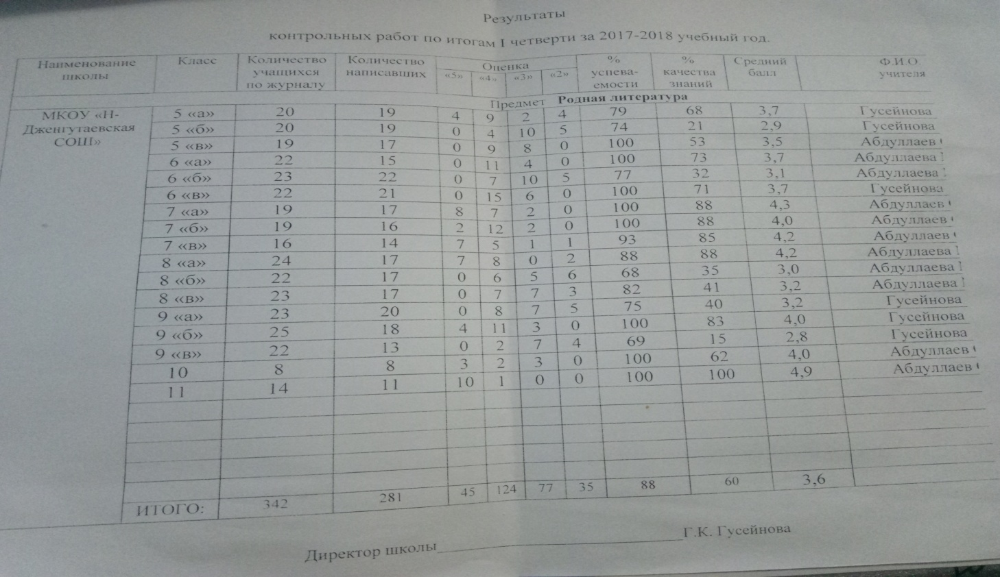 Результаты
контрольных работ по итогам I четверти за 2017-2018 учебный год.
Наименование школы Класс Количество учащихся по журналу Количество написавших Оценка «5» «4» «3» «2» % успева-емости % качества знаний Средний балл Ф.И.О. учителя
Предмет Родная литература
МКОУ «Н-Дженгутаевская СОШ»
5 «а» 20 19 4 9 2 4 79 68 3,7 Гусейнова
5 «б» 20 19 0 4 10 5 74 21 2,9 Гусейнова
5 «в» 19 17 0 9 8 0 100 53 3,5 Абдуллаев
6 «а» 22 15 0 11 4 0 100 73 3,7 Абдуллаева
6 «б» 23 22 0 7 10 5 77 32 3,1 Абдуллаева
6 «в» 22 21 0 15 6 0 100 71 3,7 Гусейнова
7 «а» 19 17 8 7 2 0 100 88 4,3 Абдуллаев
7 «б» 19 16 2 12 2 0 100 88 4,0 Абдуллаев
7 «в» 16 14 7 5 1 1 93 85 4,2 Абдуллаев
8 «а» 24 17 7 8 0 2 88 88 4,2 Абдуллаева
8 «б» 22 17 0 6 5 6 68 35 3,0 Абдуллаева
8 «в» 23 17 0 7 7 3 82 41 3,2 Абдуллаева
9 «а» 23 20 0 8 7 5 75 40 3,2 Гусейнова
9 «б» 25 18 4 11 3 0 100 83 4,0 Гусейнова
9 «в» 22 13 0 2 7 4 69 15 2,8 Гусейнова
10 8 8 3 2 3 0 100 62 4,0 Абдуллаев
11 14 11 10 1 0 0 100 100 4,9 Абдуллаев
ИТОГО: 342 281 45 124 77 35 88 60 3,6
Директор школы____________________Г.К. Гусейнова